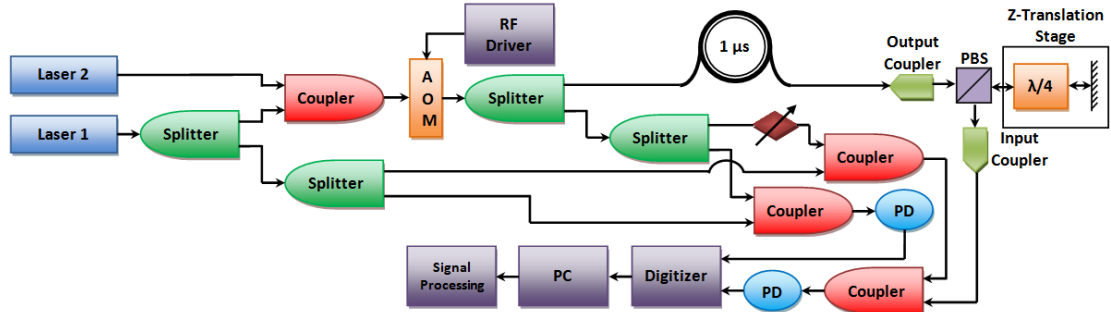 RF
Driver
1 µs
Z-Translation
Stage
Output
Coupler
PBS
λ/4
Laser 2
Coupler
A
O
M
Splitter
Laser 1
Splitter
Splitter
Input
Coupler
Coupler
Splitter
Coupler
PD
Signal
Processing
PC
Digitizer
PD
Coupler